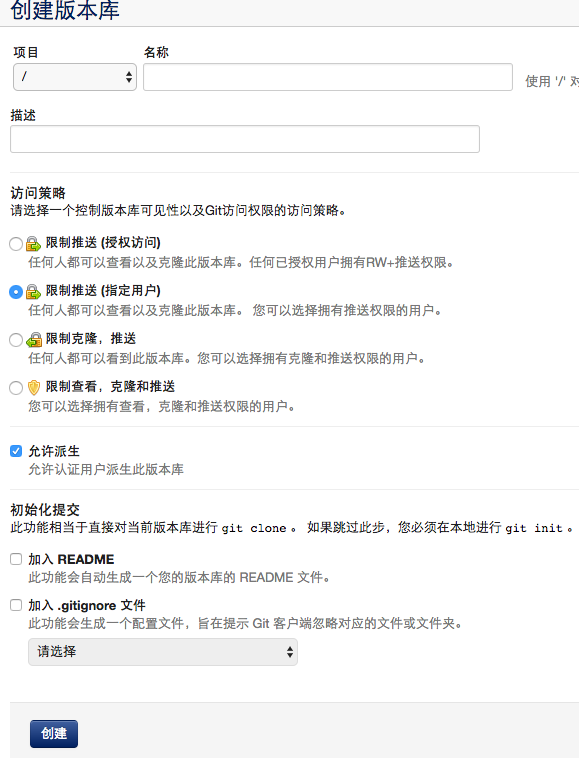 创建版本库
项目 名称
/
使用 '/' 对
描述
访问策略
请选择一个控制版本库可见性以及Git访问权限的访问策略。
限制推送 (授权访问)
任何人都可以查看以及克隆此版本库。任何已授权用户拥有RW+推送权限。
限制推送 (指定用户)
任何人都可以查看以及克隆此版本库。 您可以选择拥有推送权限的用户。
限制克隆，推送
任何人都可以看到此版本库。您可以选择拥有克隆和推送权限的用户。
限制查看，克隆和推送
您可以选择拥有查看，克隆和推送权限的用户。
允许派生
允许认证用户派生此版本库
初始化提交
此功能相当于直接对当前版本库进行 git clone 。 如果跳过此步，您必须在本地进行 git init 。
加入 README
此功能会自动生成一个您的版本库的 README 文件。
加入 .gitignore 文件
此功能会生成一个配置文件，旨在提示 Git 客户端忽略对应的文件或文件夹。
请选择
创建